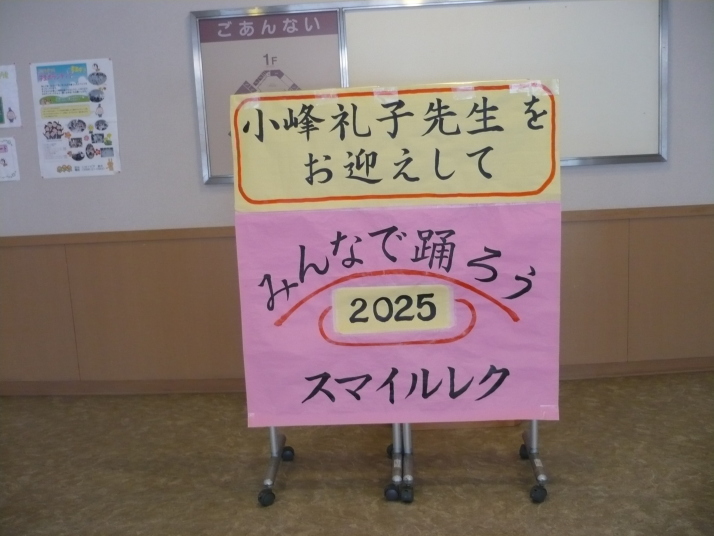 ごあんない
1F
小峰礼子先生を
お迎えして
みんなで踊ろう
2025
スマイルレク